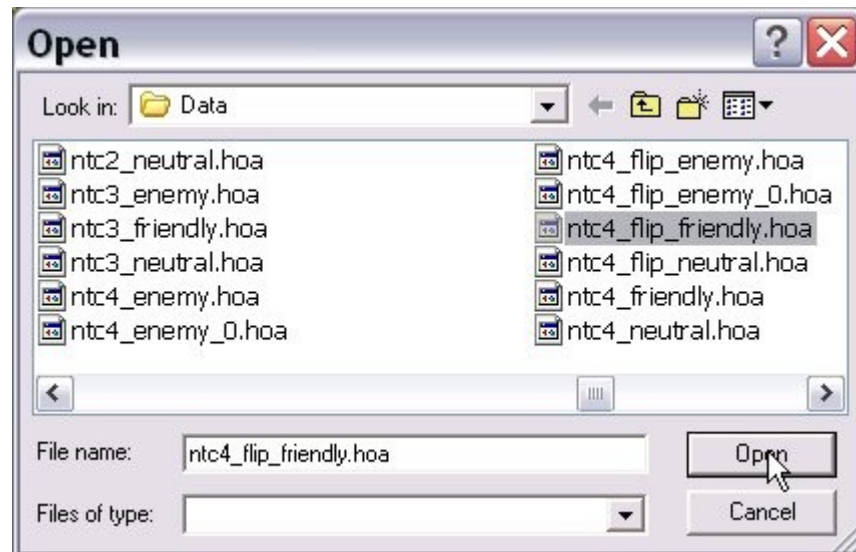 Open
Look in: Data
ntc2_neutral.hoa
ntc3_enemy.hoa
ntc3_friendly.hoa
ntc3_neutral.hoa
ntc4_enemy.hoa
ntc4_enemy_0.hoa
ntc4_flip_enemy.hoa
ntc4_flip_enemy_0.hoa
ntc4_flip_friendly.hoa
ntc4_flip_neutral.hoa
ntc4_friendly.hoa
ntc4_neutral.hoa
File name: ntc4_flip_friendly.hoa
Open
Files of type:
Cancel